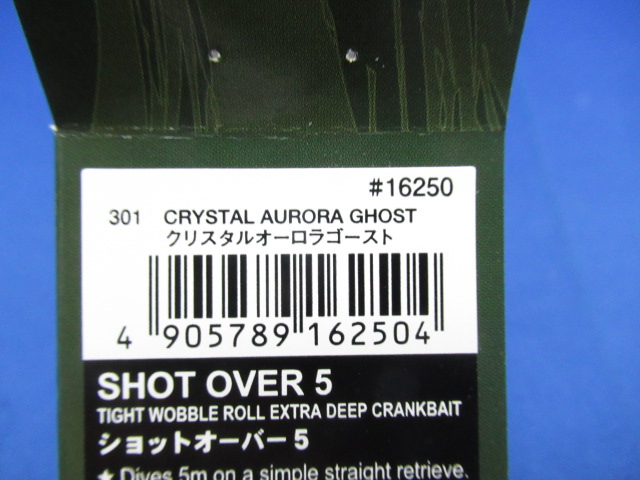 #16250
301 CRYSTAL AURORA GHOST
クリスタルオーロラゴースト
4 905789 162504
SHOT OVER 5
TIGHT WOBBLE ROLL EXTRA DEEP CRANKBAIT
ショットオーバー5
★ Dives 5m on a simple straight retrieve.